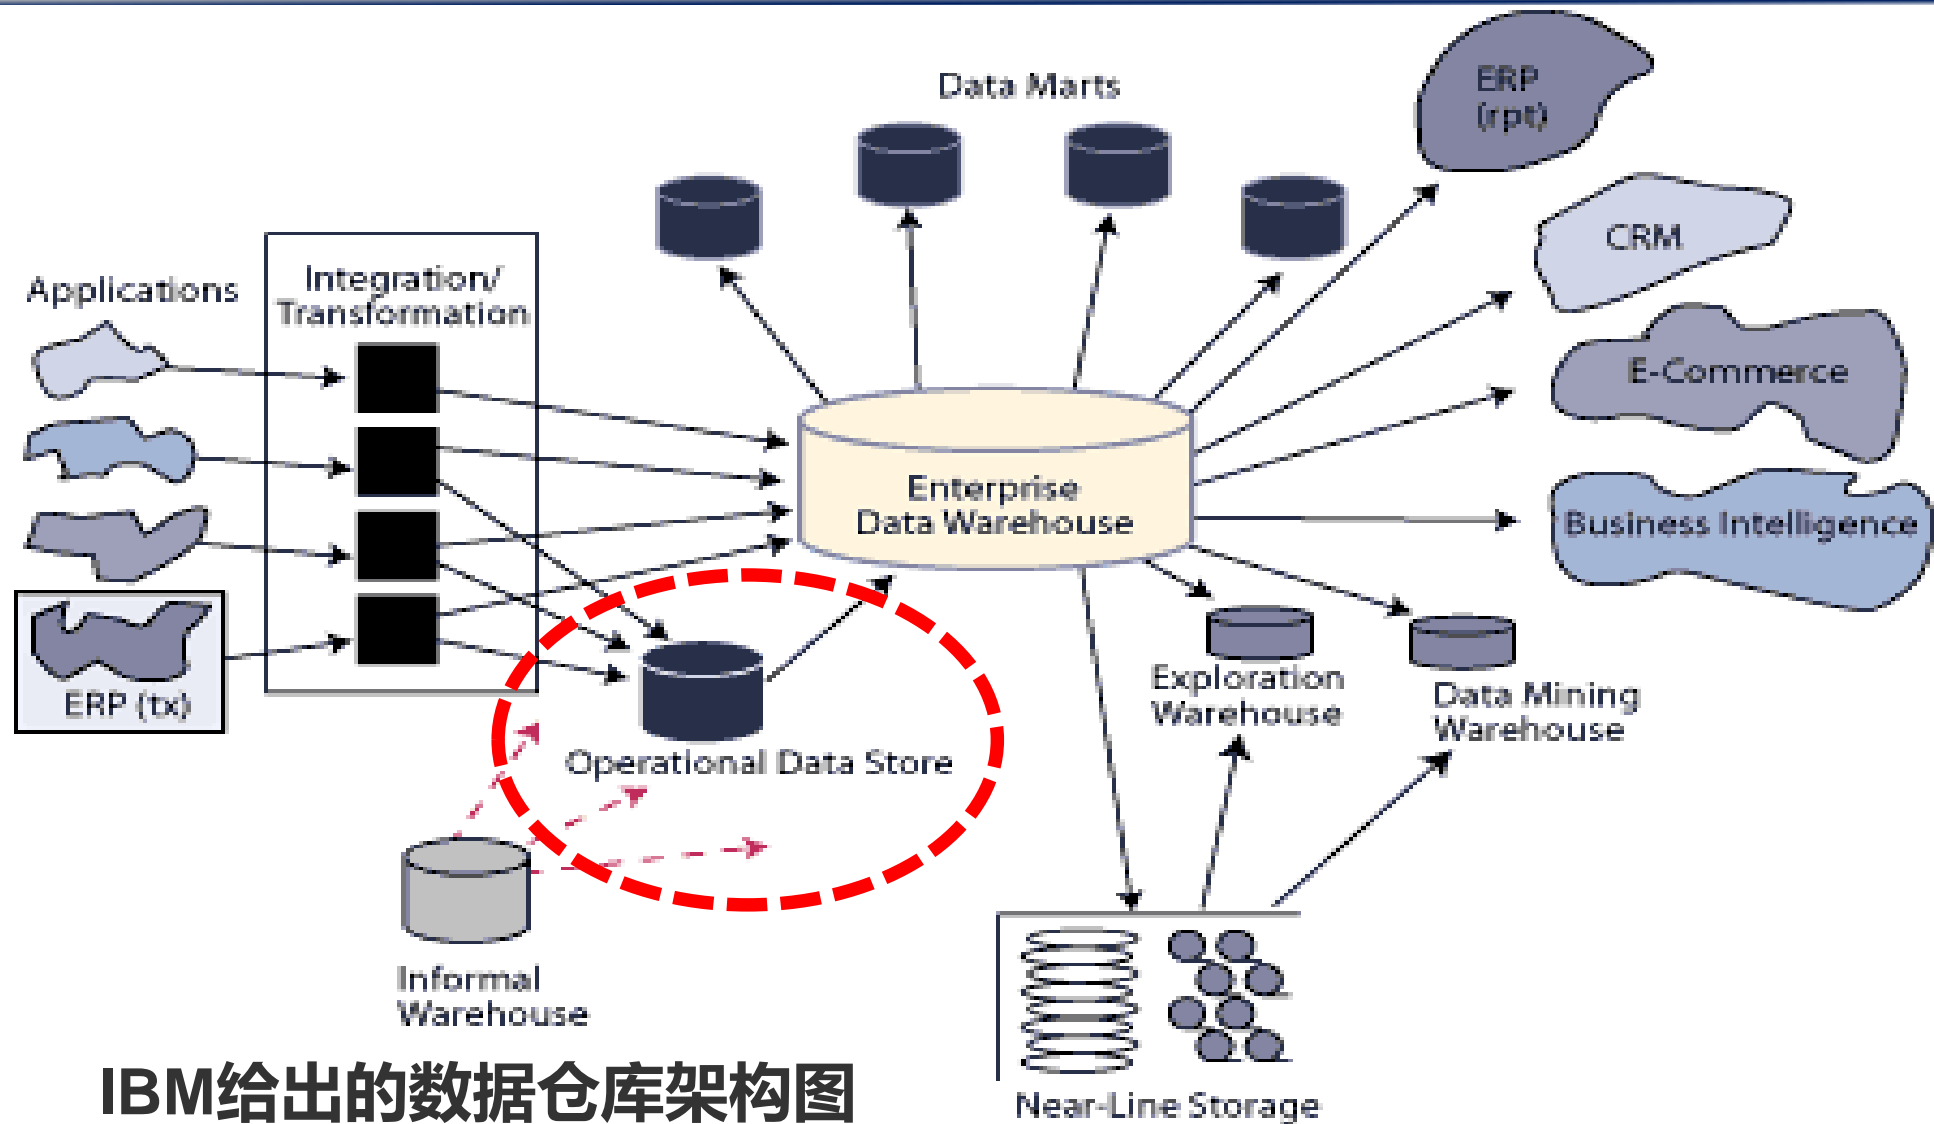 Data Marts
ERP
(rpt)
CRM
E-Commerce
Business Intelligence
Applications
Integration/
Transformation
Enterprise
Data Warehouse
ERP (tx)
Operational Data Store
Exploration
Warehouse
Data Mining
Warehouse
Informal
Warehouse
Near-Line Storage
IBM给出的数据仓库架构图